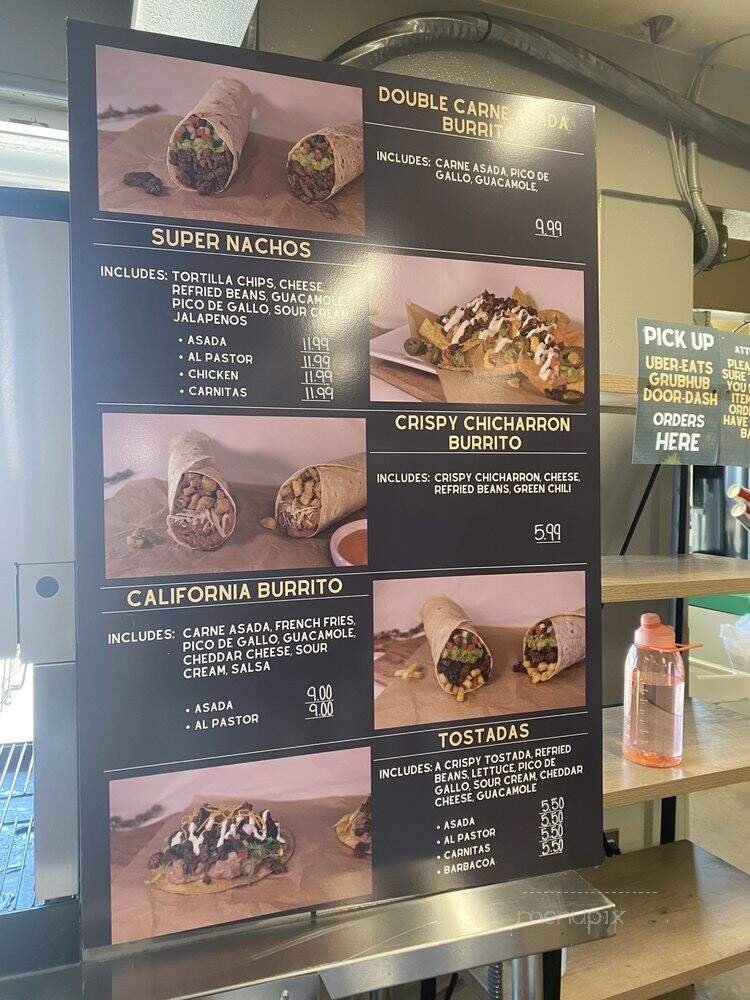 DOUBLE CARNE ASADA
BURRITO
INCLUDES: CARNE ASADA, PICO DE
GALLO, GUACAMOLE,
9.99
SUPER NACHOS
INCLUDES: TORTILLA CHIPS, CHEESE,
REFRIED BEANS, GUACAMOLE,
PICO DE GALLO, SOUR CREAM,
JALAPENOS
• ASADA 11.99
• AL PASTOR 11.99
• CHICKEN 11.99
• CARNITAS 11.99
CRISPY CHICHARRON
BURRITO
INCLUDES: CRISPY CHICHARRON, CHEESE,
REFRIED BEANS, GREEN CHILI
5.99
CALIFORNIA BURRITO
INCLUDES: CARNE ASADA, FRENCH FRIES,
PICO DE GALLO, GUACAMOLE,
CHEDDAR CHEESE, SOUR
CREAM, SALSA
• ASADA 9.00
• AL PASTOR 9.00
TOSTADAS
INCLUDES: A CRISPY TOSTADA, REFRIED
BEANS, LETTUCE, PICO DE
GALLO, SOUR CREAM, CHEDDAR
CHEESE, GUACAMOLE
• ASADA 5.50
• AL PASTOR 5.50
• CARNITAS 5.50
• BARBACOA 5.50
PICK UP
UBER-EATS
GRUBHUB
DOOR-DASH
ORDERS
HERE
menupix